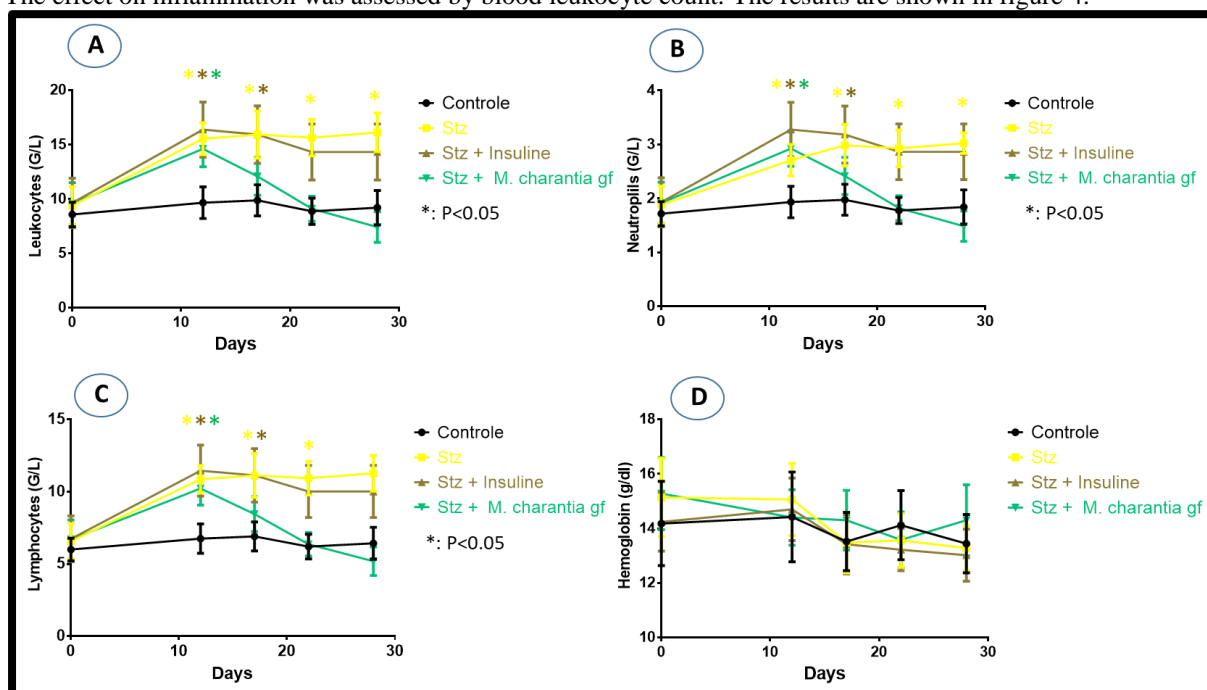 The effect on inflammation was assessed by blood leukocyte count. The results are shown in figure 4.
A
* * *
* *
*
*
Leukocytes (G/L)
20
15
10
5
0
0
10
20
30
Days
Controle
Stz
Stz + Insuline
Stz + M. charantia gf
*: P<0.05
B
* * *
* *
*
*
Neutroplils (G/L)
4
3
2
1
0
0
10
20
30
Days
Controle
Stz
Stz + Insuline
Stz + M. charantia gf
*: P<0.05
C
* * *
* *
*
Lymphocytes (G/L)
15
10
5
0
0
10
20
30
Days
Controle
Stz
Stz + Insuline
Stz + M. charantia gf
*: P<0.05
D
Hemoglobin (g/dl)
18
16
14
12
10
0
10
20
30
Days
Controle
Stz
Stz + Insuline
Stz + M. charantia gf